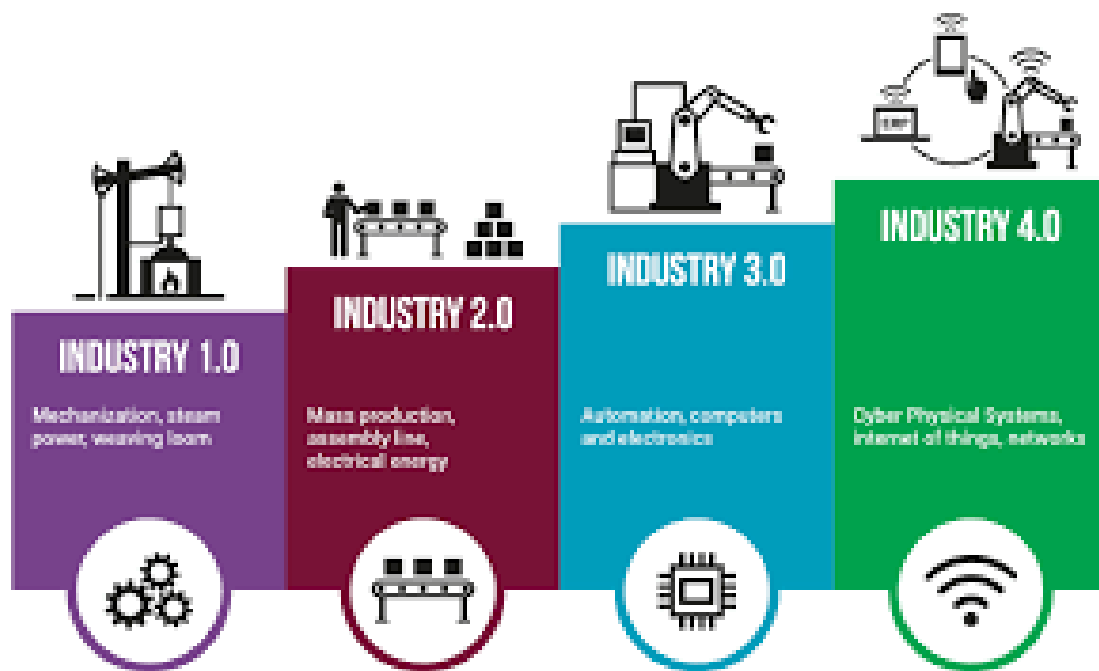 INDUSTRY 1.0
Mechanization, steam
power, weaving loom
INDUSTRY 2.0
Mass production,
assembly line,
electrical energy
INDUSTRY 3.0
Automation, computers
and electronics
INDUSTRY 4.0
Cyber Physical Systems,
internet of things, networks